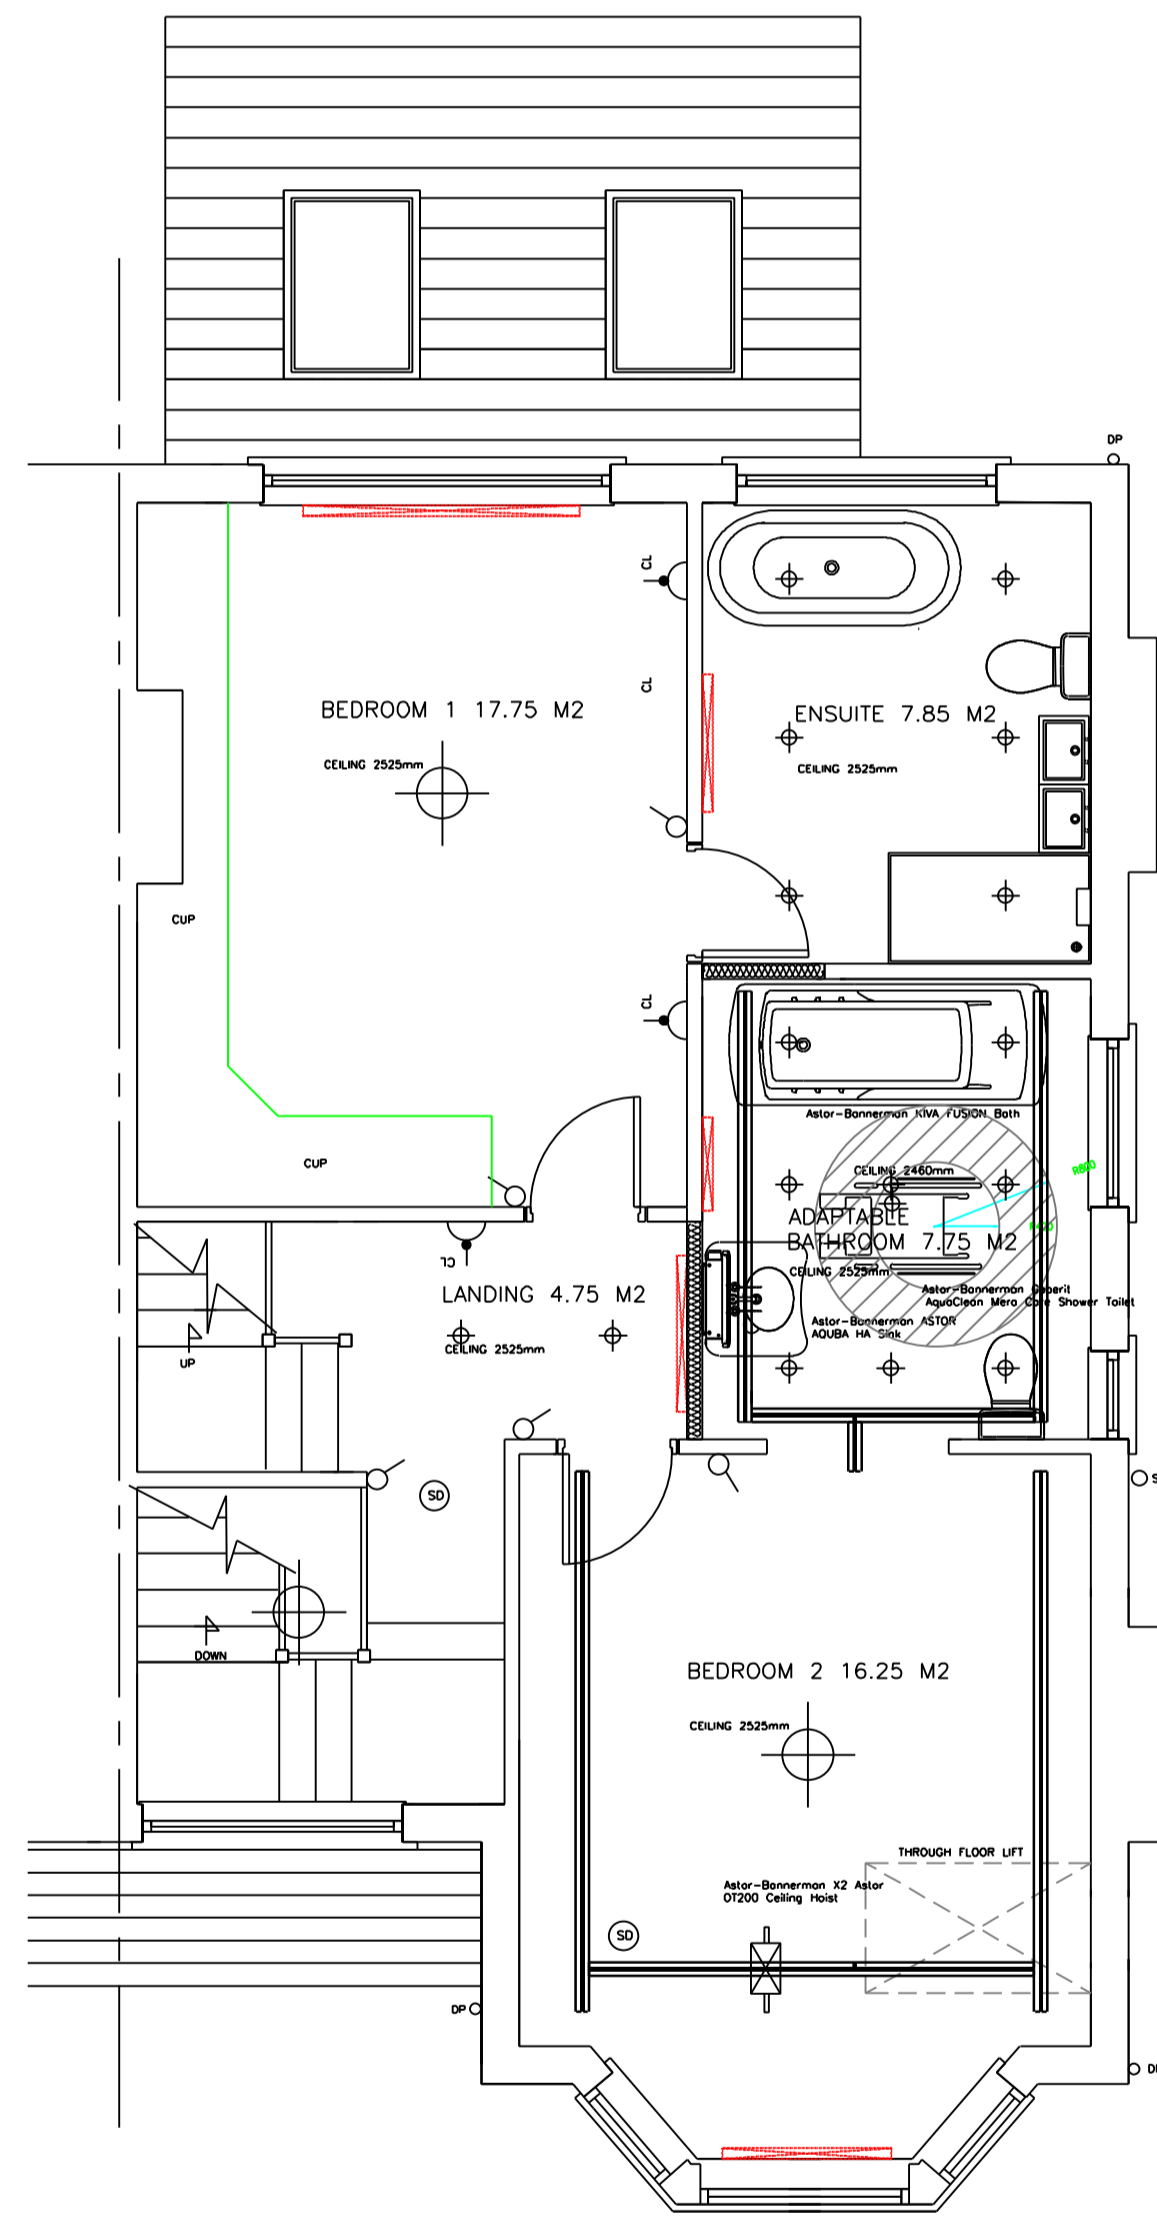 DP
CL
CL
BEDROOM 1 17.75 M2
CEILING 2525mm
ENSUITE 7.85 M2
CEILING 2525mm
CUP
CL
Astor-Bannerman KIVA FUSION Bath
CUP
CEILING 2460mm
R800
ADAPTABLE
BATHROOM 7.75 M2
CEILING 2525mm
CL
LANDING 4.75 M2
CEILING 2525mm
Astor-Bannerman Geberit
AquaClean Mera Care Shower Toilet
Astor-Bannerman ASTOR
AQUBA HA Sink
UP
SD
DOWN
BEDROOM 2 16.25 M2
CEILING 2525mm
THROUGH FLOOR LIFT
Astor-Bannerman X2 Astor
OT200 Ceiling Hoist
SD
DP